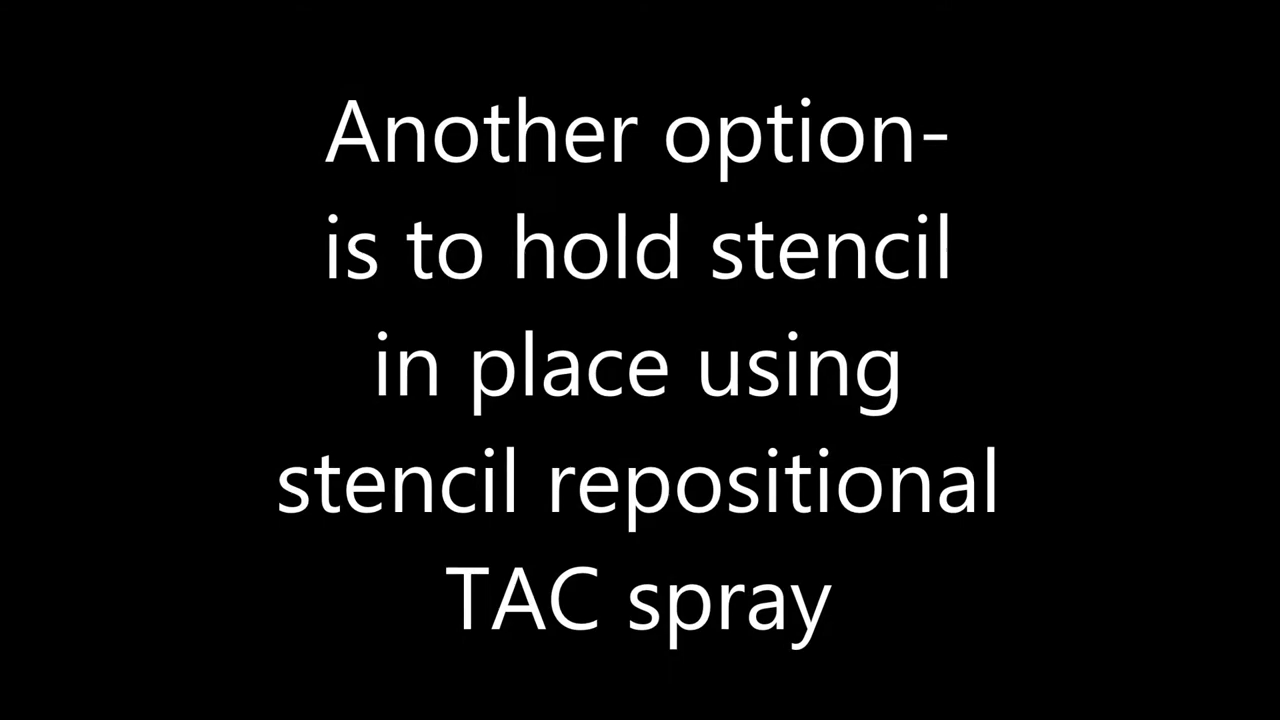 Another option-
is to hold stencil
in place using
stencil repositional
TAC spray